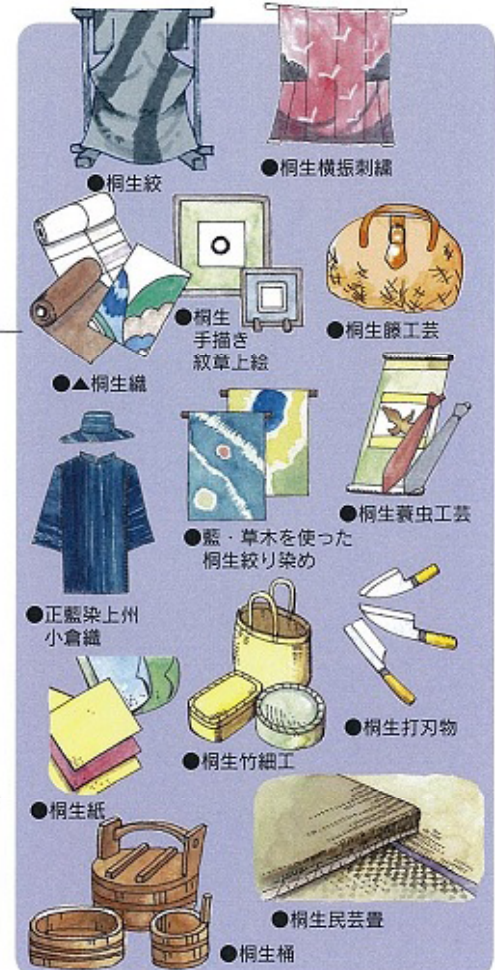 ●桐生絞
●桐生横振刺繍
●桐生
手描き
紋章上絵
●桐生籐工芸
●▲桐生織
●桐生蓑虫工芸
●藍・草木を使った
桐生絞り染め
●正藍染上州
小倉織
●桐生打刃物
●桐生竹細工
●桐生紙
●桐生民芸畳
●桐生桶